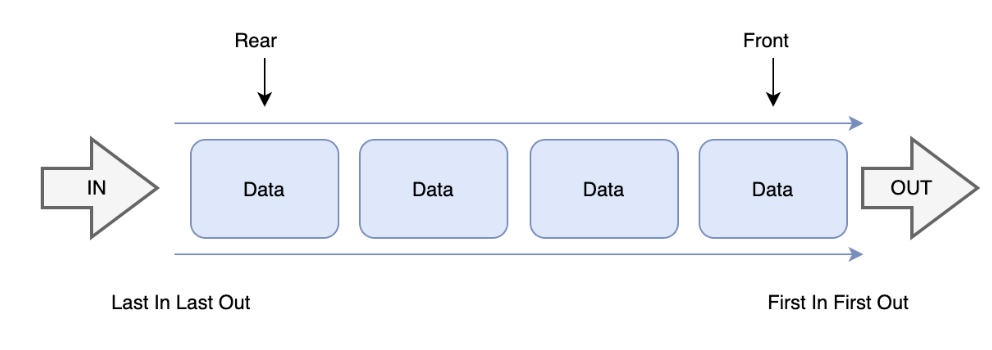 Rear
Front
IN
Data
Data
Data
Data
OUT
Last In Last Out
First In First Out